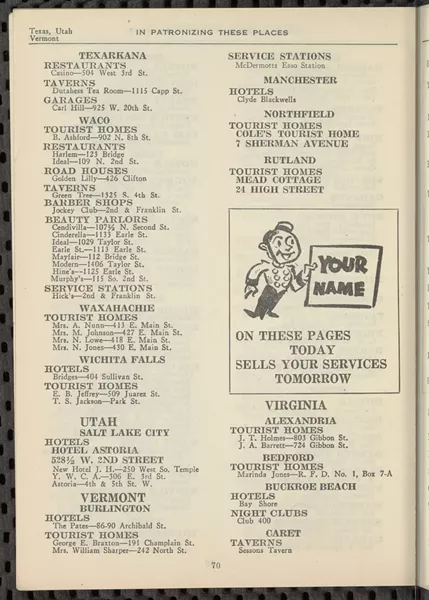 Texas, Utah
Vermont
IN PATRONIZING THESE PLACES
TEXARKANA
RESTAURANTS
Casino—504 West 3rd St.
TAVERNS
Dutahess Tea Room—1115 Capp St.
GARAGES
Carl Hill—925 W. 20th St.
WACO
TOURIST HOMES
B. Ashford—902 N. 8th St.
RESTAURANTS
Harlem—123 Bridge
Ideal—109 N. 2nd St.
ROAD HOUSES
Golden Lilly—426 Clifton
TAVERNS
Green Tree—1325 S. 4th St.
BARBER SHOPS
Jockey Club—2nd & Franklin St.
BEAUTY PARLORS
Cendivilla—107½ N. Second St.
Cinderella—1133 Earle St.
Ideal—1029 Taylor St.
Earle St.—1113 Earle St.
Mayfair—112 Bridge St.
Modern—1406 Taylor St.
Hine's—1125 Earle St.
Murphy's—115 So. 2nd St.
SERVICE STATIONS
Hick's—2nd & Franklin St.
WAXAHACHIE
TOURIST HOMES
Mrs. A. Nunn—413 E. Main St.
Mrs. M. Johnson—427 E. Main St.
Mrs. N. Lowe—418 E. Main St.
Mrs. N. Jones—430 E. Main St.
WICHITA FALLS
HOTELS
Bridges—404 Sullivan St.
TOURIST HOMES
E. B. Jeffrey—509 Juarez St.
T. S. Jackson—Park St.
UTAH
SALT LAKE CITY
HOTELS
HOTEL ASTORIA
528½ W. 2ND STREET
New Hotel J. H.—250 West So. Temple
Y. W. C. A.—306 E. 3rd St.
Astoria—4th & 5th St. W.
VERMONT
BURLINGTON
HOTELS
The Pates—86-90 Archibald St.
TOURIST HOMES
George E. Braxton—191 Champlain St.
Mrs. William Sharper—242 North St.
SERVICE STATIONS
McDermotts Esso Station
MANCHESTER
HOTELS
Clyde Blackwells
NORTHFIELD
TOURIST HOMES
COLE'S TOURIST HOME
7 SHERMAN AVENUE
RUTLAND
TOURIST HOMES
MEAD COTTAGE
24 HIGH STREET
YOUR
NAME
ON THESE PAGES
TODAY
SELLS YOUR SERVICES
TOMORROW
VIRGINIA
ALEXANDRIA
TOURIST HOMES
J. T. Holmes—803 Gibbon St.
J. A. Barrett—724 Gibbon St.
BEDFORD
TOURIST HOMES
Marinda Jones—R. F. D. No. 1, Box 7-A
BUCKROE BEACH
HOTELS
Bay Shore
NIGHT CLUBS
Club 400
CARET
TAVERNS
Sessons Tavern
70